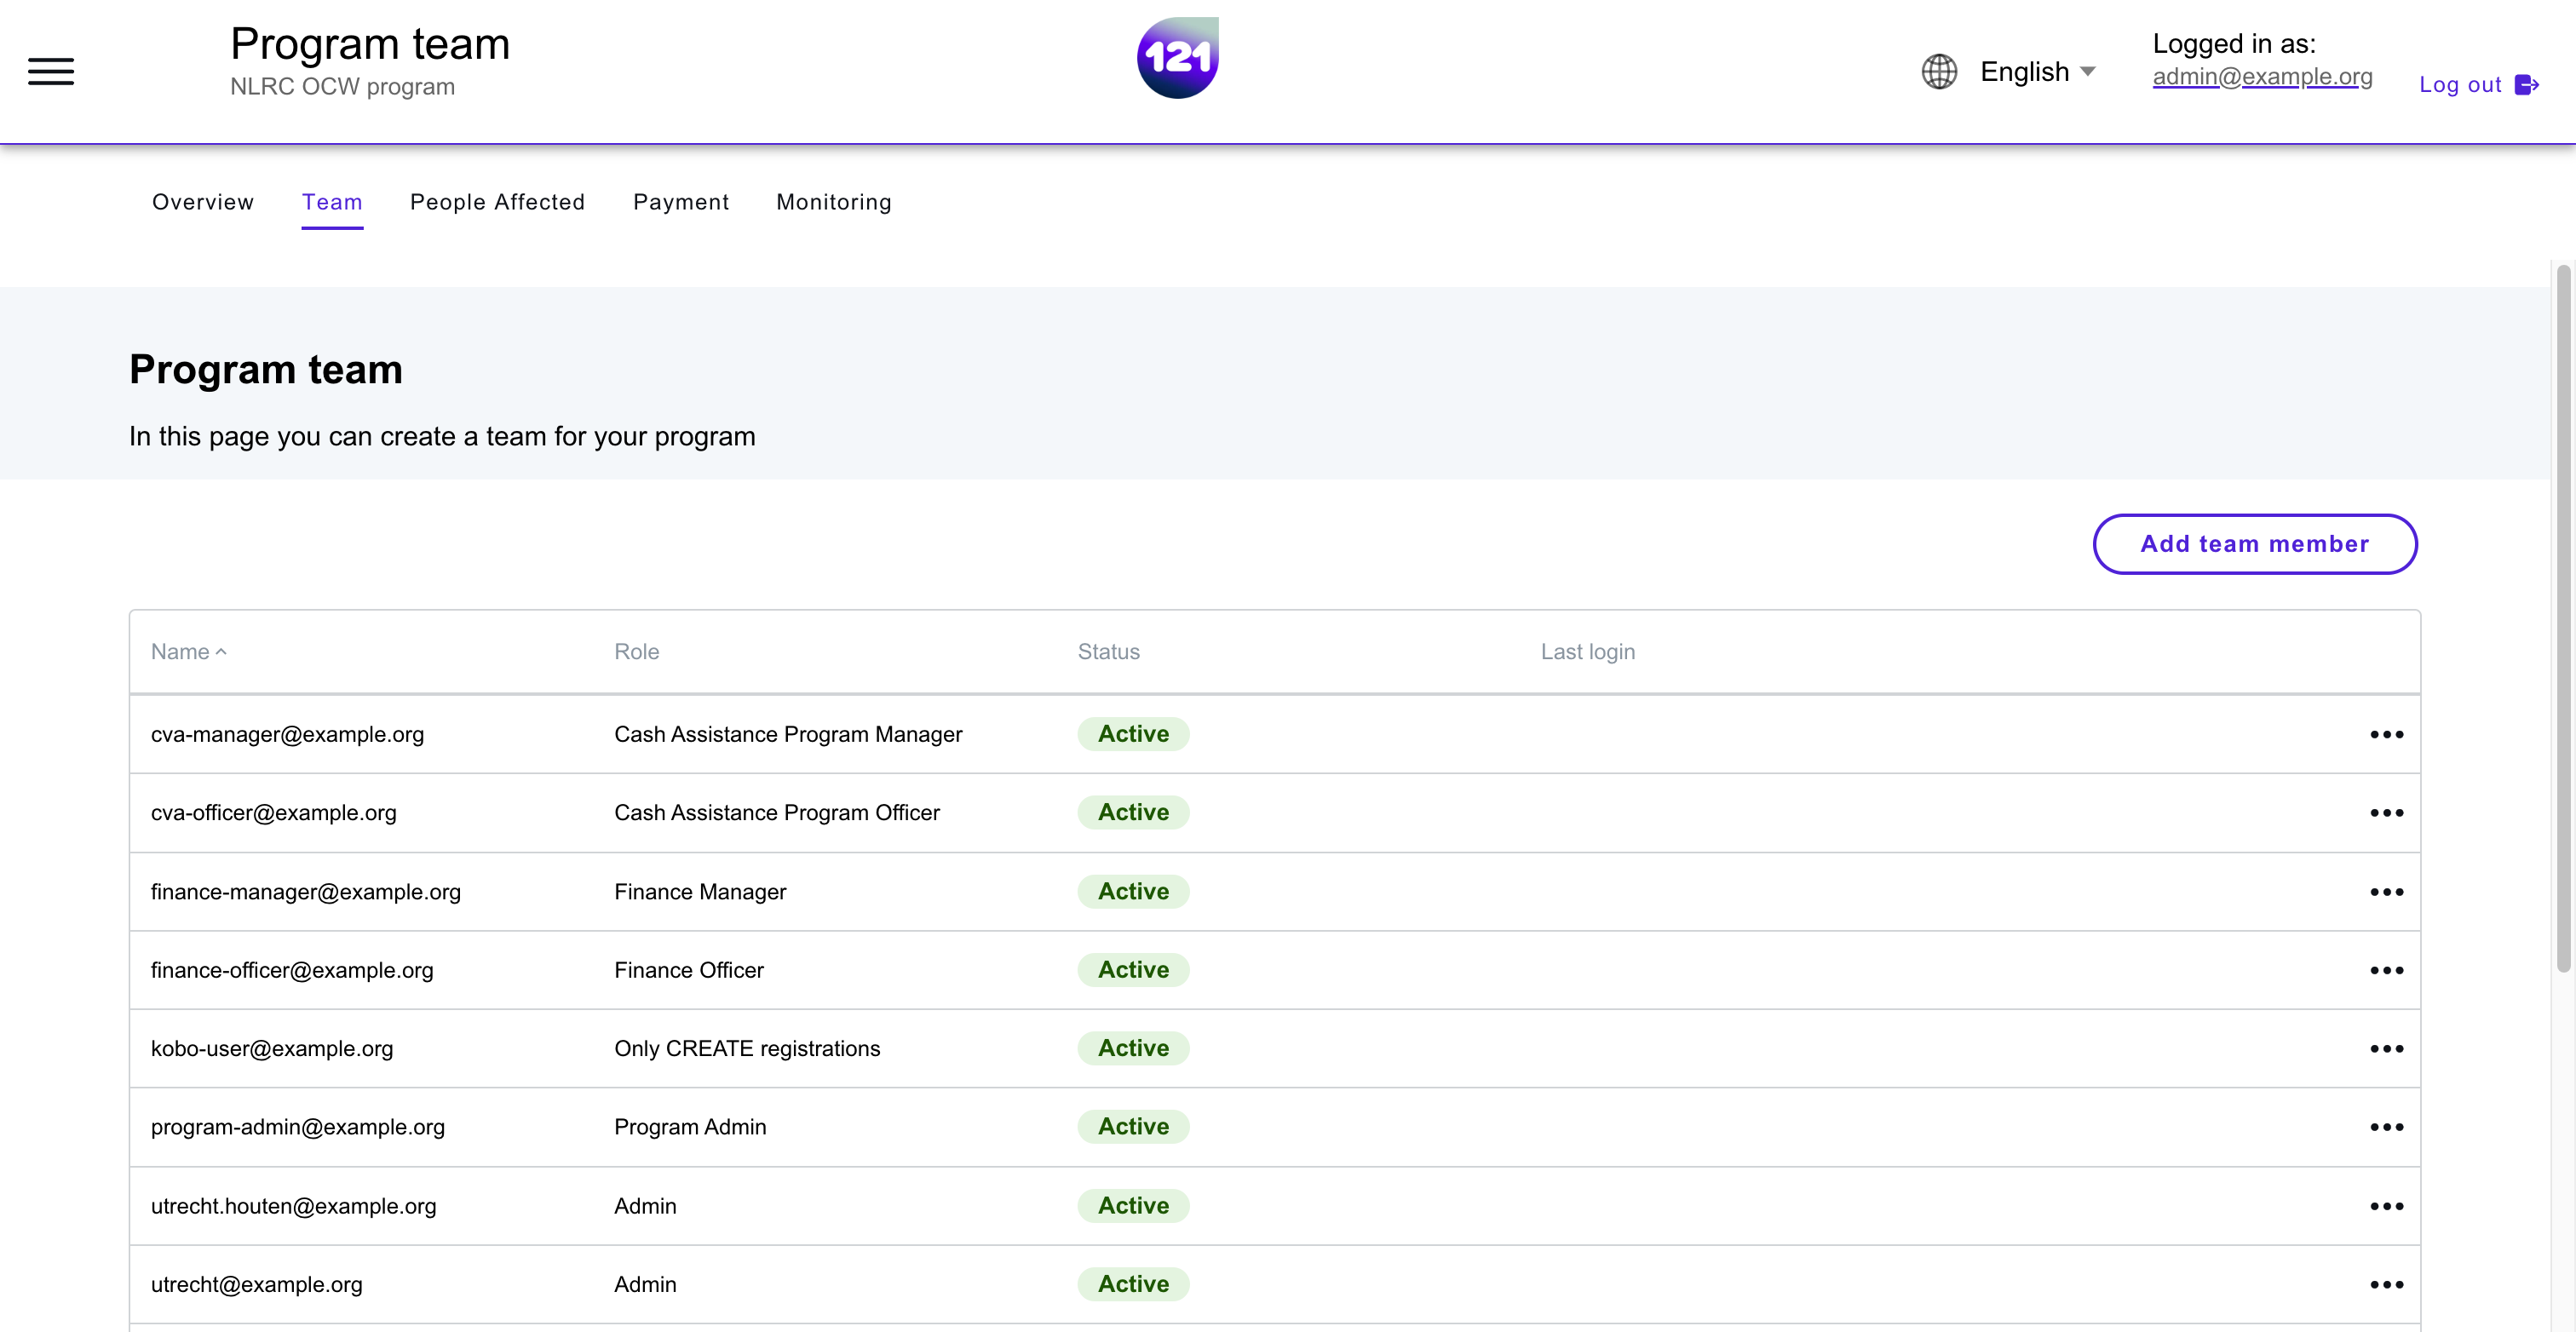 Program team
NLRC OCW program
121
English
Logged in as:
admin@example.org
Log out
Overview Team People Affected Payment Monitoring
Program team
In this page you can create a team for your program
Add team member
Name Role Status Last login
cva-manager@example.org Cash Assistance Program Manager Active
cva-officer@example.org Cash Assistance Program Officer Active
finance-manager@example.org Finance Manager Active
finance-officer@example.org Finance Officer Active
kobo-user@example.org Only CREATE registrations Active
program-admin@example.org Program Admin Active
utrecht.houten@example.org Admin Active
utrecht@example.org Admin Active